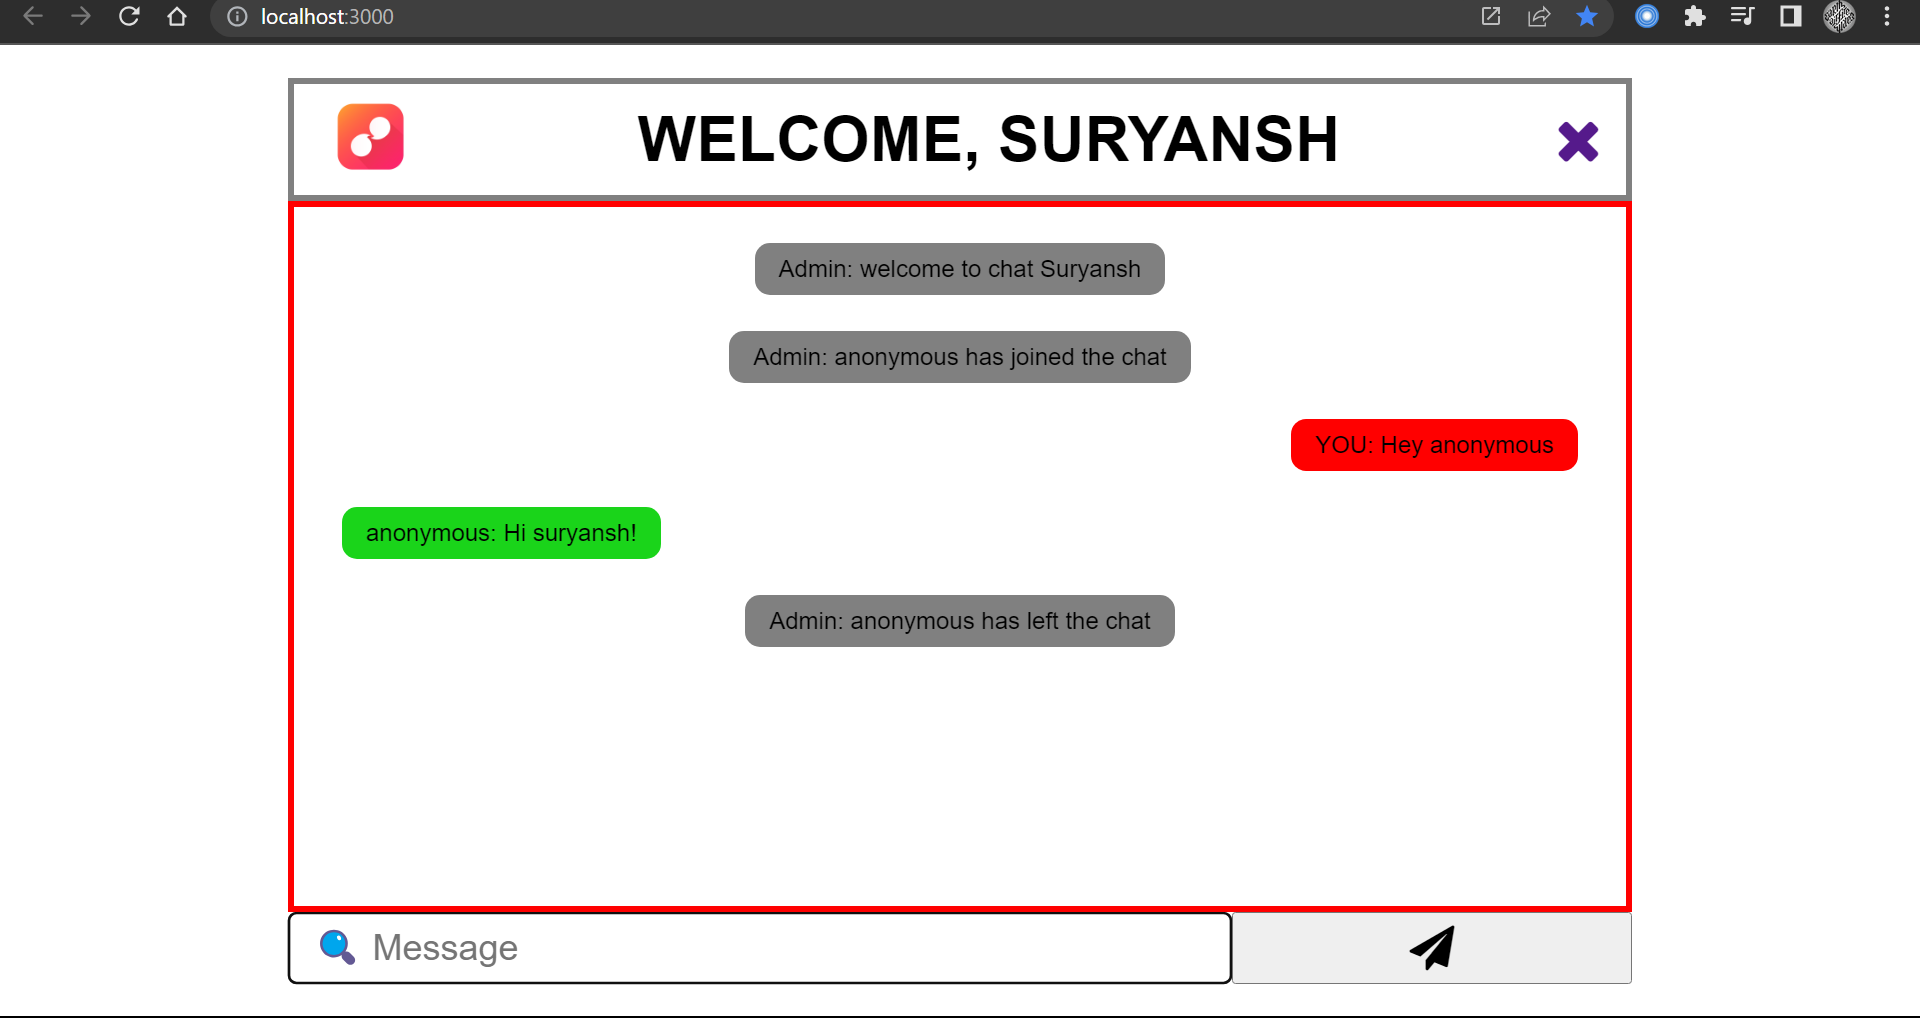 localhost:3000
WELCOME, SURYANSH
Admin: welcome to chat Suryansh
Admin: anonymous has joined the chat
YOU: Hey anonymous
anonymous: Hi suryansh!
Admin: anonymous has left the chat
Message